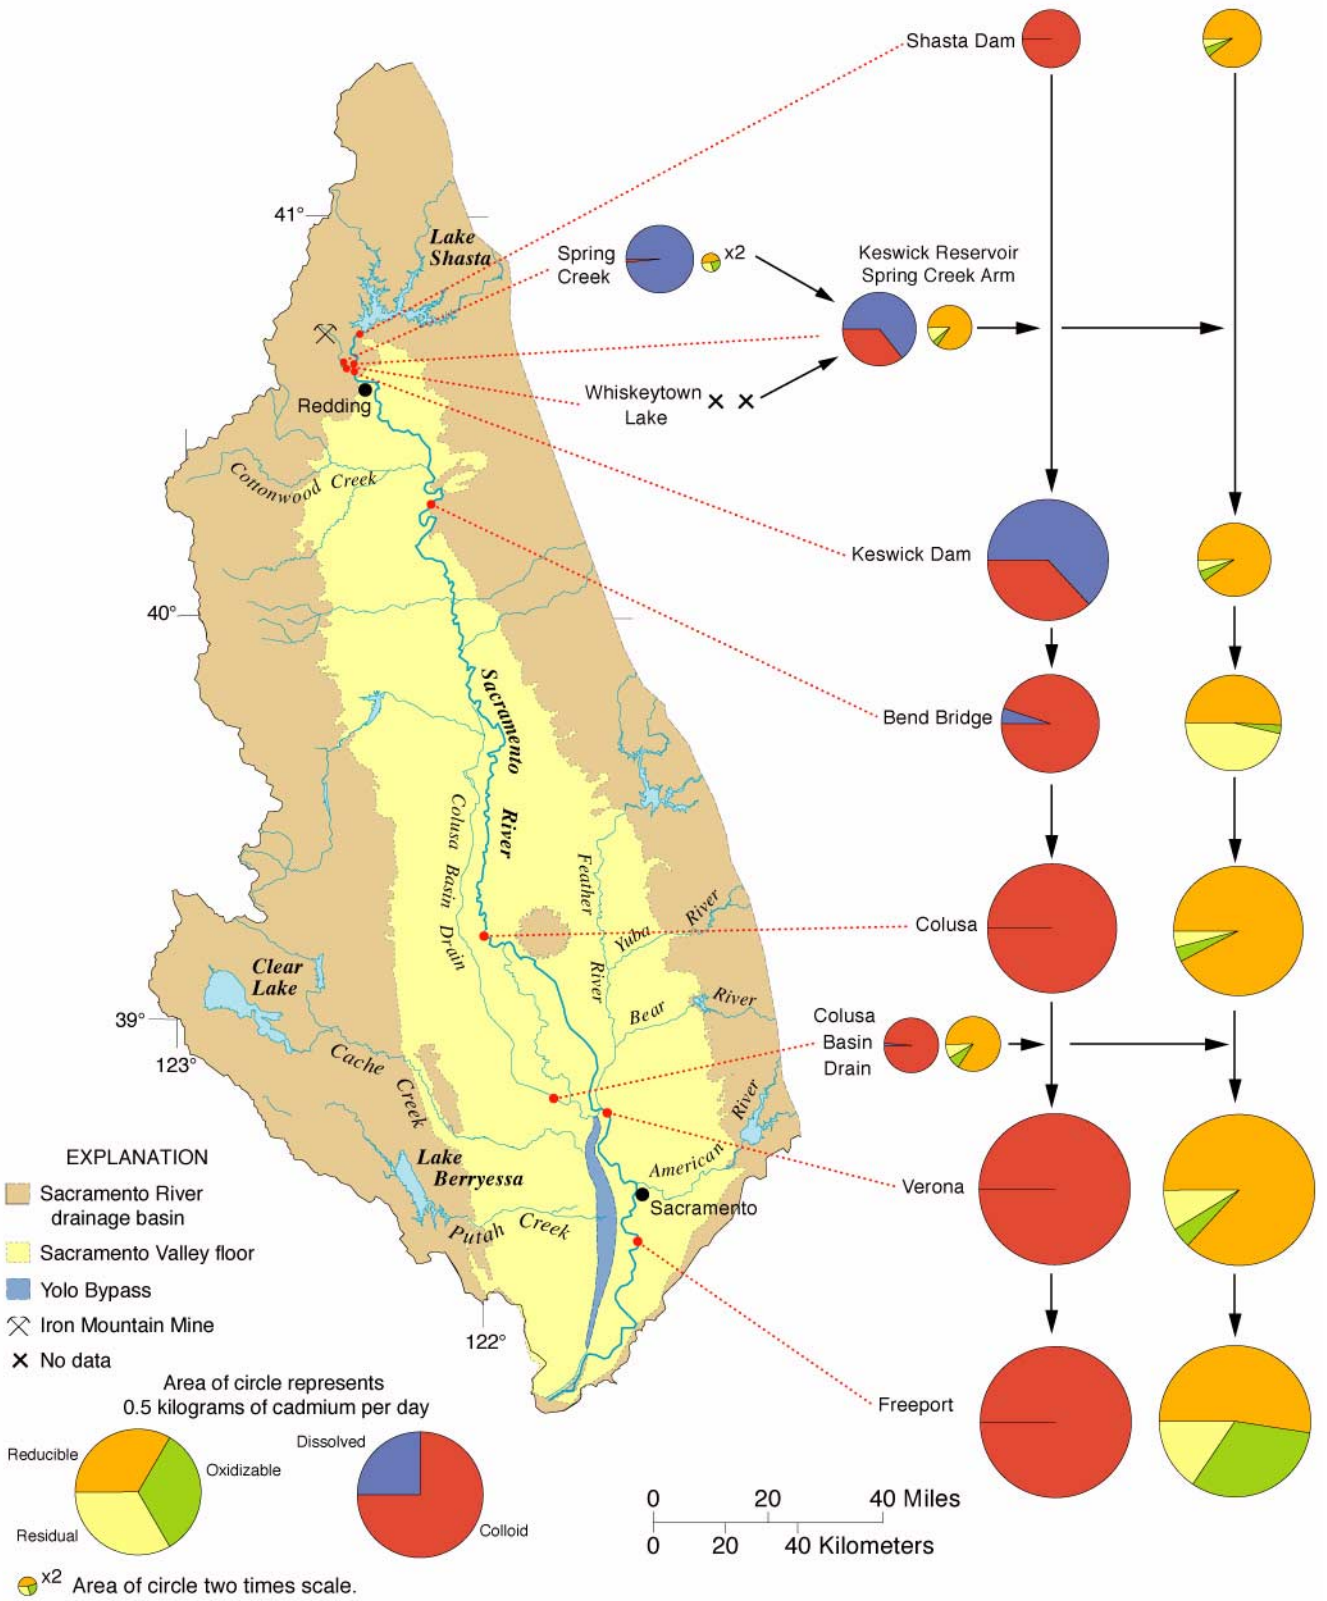 Shasta Dam
41°
Lake
Shasta
Spring
Creek
x2
Keswick Reservoir
Spring Creek Arm
Redding
Whiskeytown
Lake
Cottonwood Creek
Keswick Dam
40°
Sacramento River
Bend Bridge
Colusa Basin Drain
Feather River
Yuba River
Colusa
Clear
Lake
Bear River
39°
123°
Colusa
Basin
Drain
Cache Creek
American River
Lake
Berryessa
Verona
Sacramento
Putah Creek
122°
Freeport
EXPLANATION
Sacramento River
drainage basin
Sacramento Valley floor
Yolo Bypass
Iron Mountain Mine
No data
Area of circle represents
0.5 kilograms of cadmium per day
Reducible
Oxidizable
Residual
Dissolved
Colloid
x2 Area of circle two times scale.
0 20 40 Miles
0 20 40 Kilometers